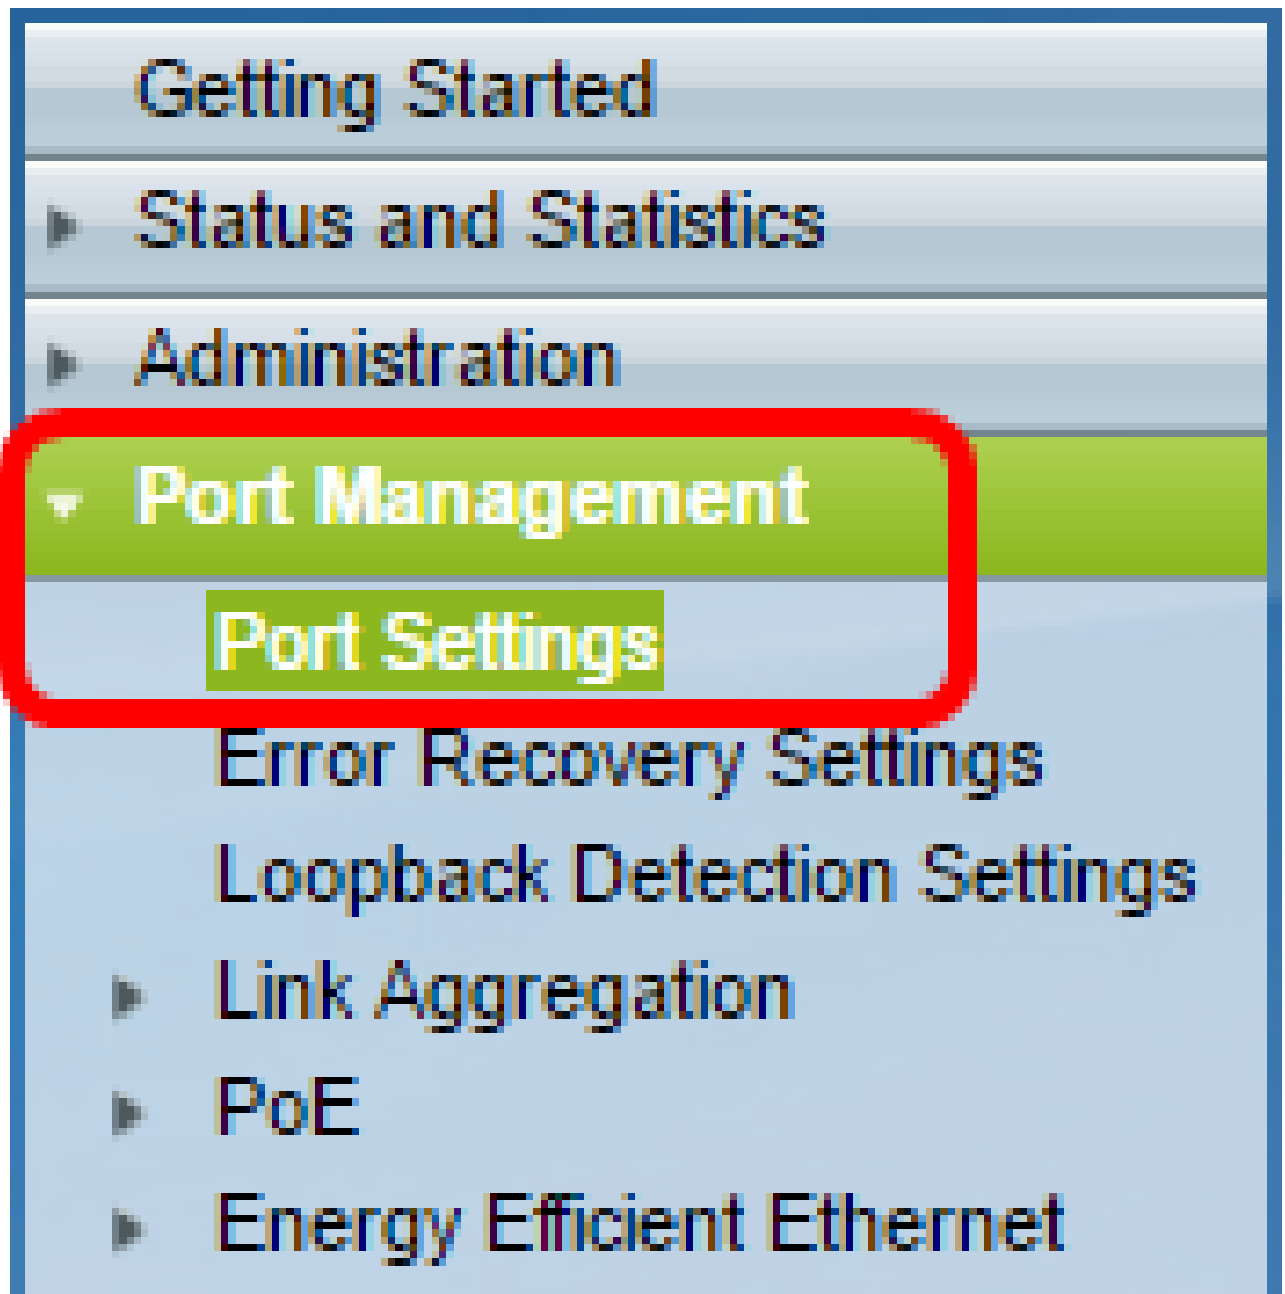 Getting Started
Status and Statistics
Administration
Port Management
Port Settings
Error Recovery Settings
Loopback Detection Settings
Link Aggregation
PoE
Energy Efficient Ethernet